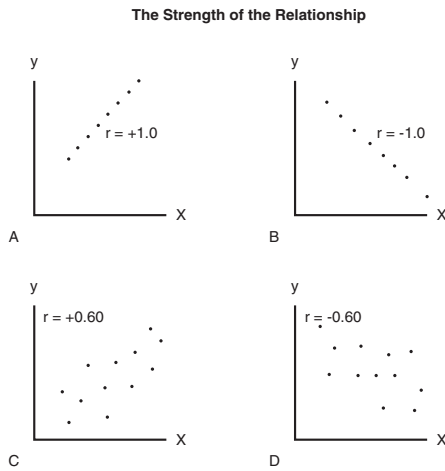 The Strength of the Relationship
y
r = +1.0
X
A
y
r = -1.0
X
B
y
r = +0.60
X
C
y
r = -0.60
X
D